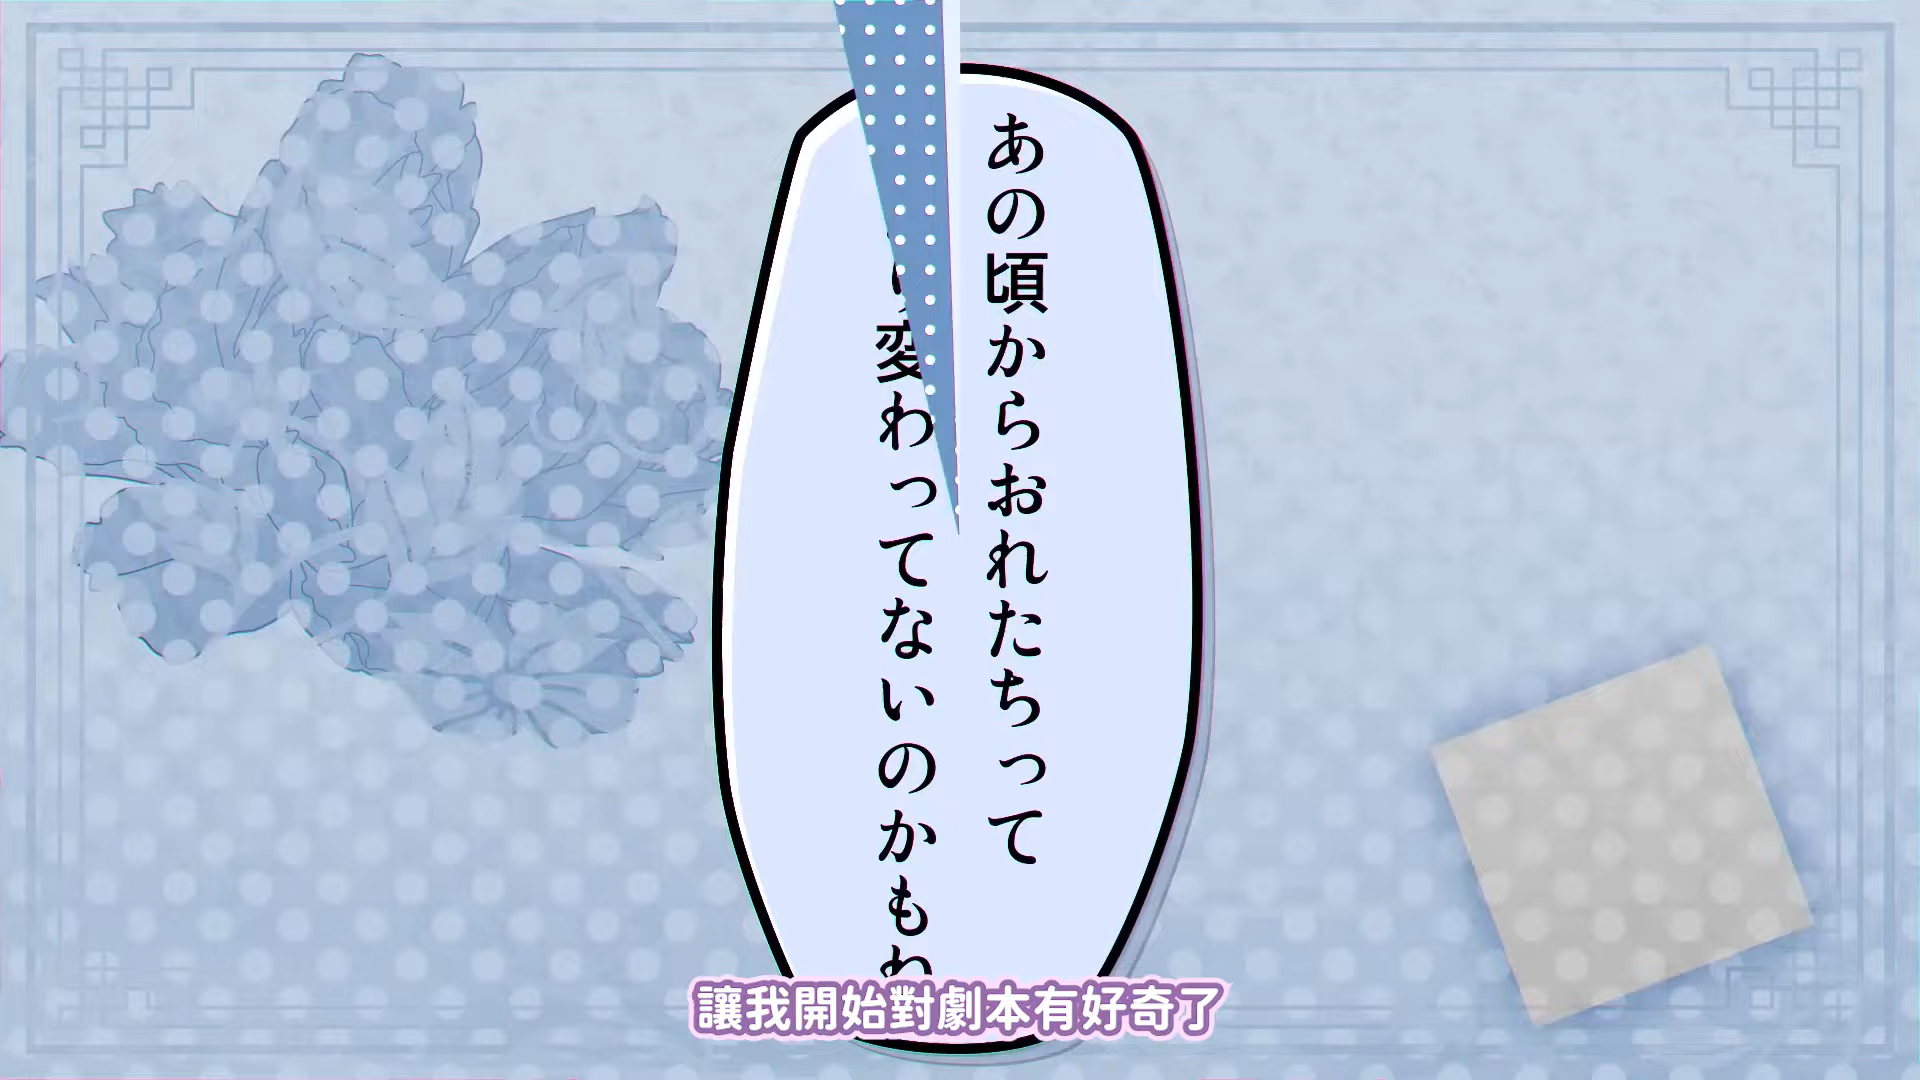 あの頃からおれたちって
変わってないのかもね
讓我開始對劇本有好奇了